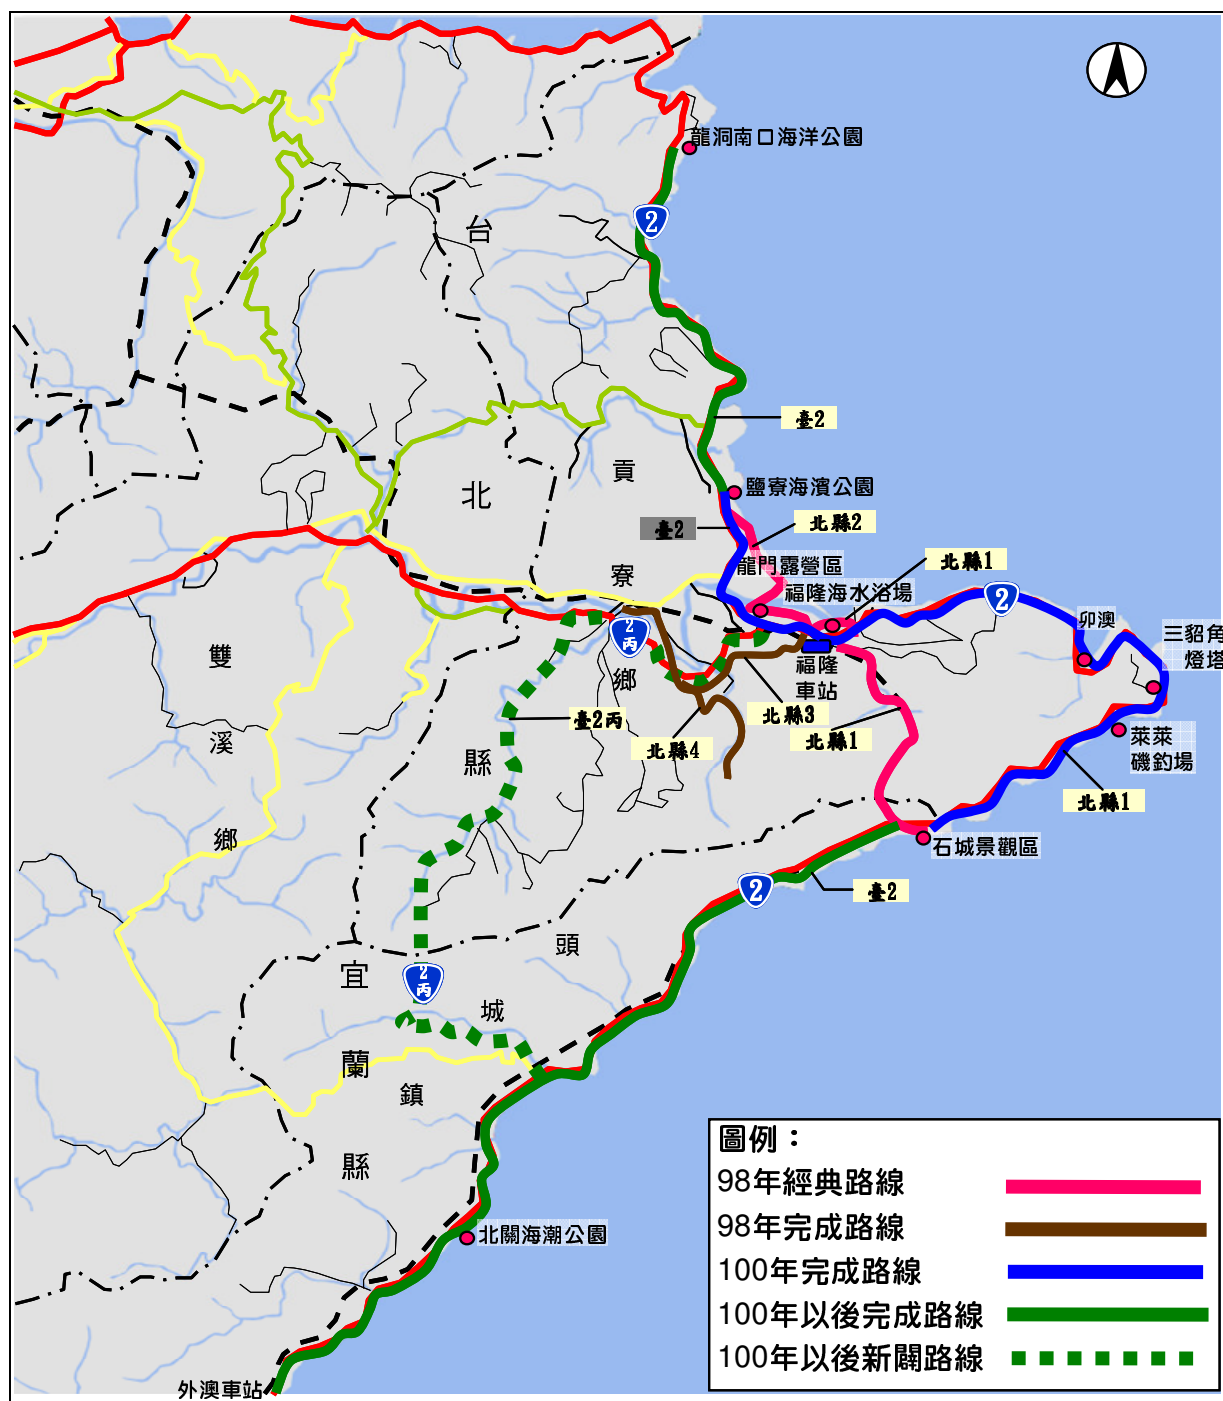 龍洞南口海洋公園
2
台
臺2
貢
北
鹽寮海濱公園
北縣2
臺2
北縣1
龍門露營區
寮
福隆海水浴場
2
卯澳
三貂角
燈塔
2
丙
雙
福隆
車站
鄉
北縣3
臺2丙
北縣1
北縣4
萊萊
磯釣場
溪
縣
北縣1
鄉
石城景觀區
2
臺2
頭
宜
2
丙
城
蘭
鎮
縣
北關海潮公園
外澳車站
圖例：
98年經典路線
98年完成路線
100年完成路線
100年以後完成路線
100年以後新闢路線